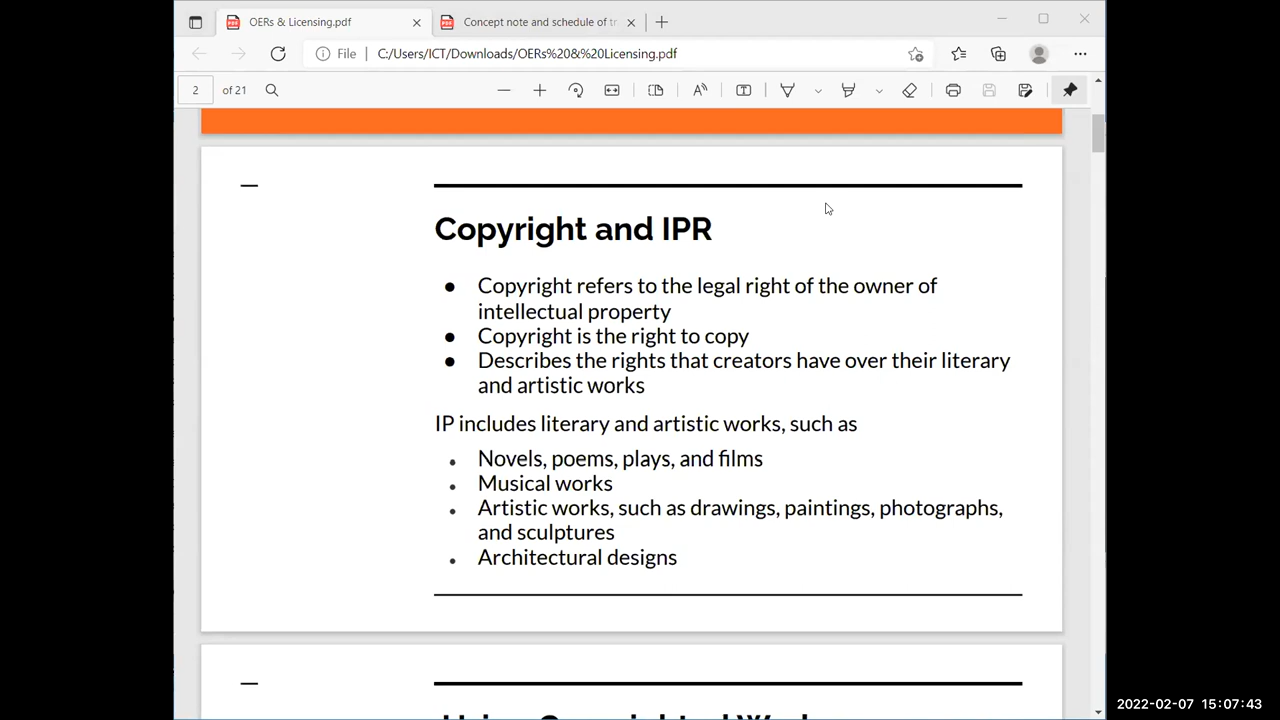 OERs & Licensing.pdf
Concept note and schedule of tr
File C:/Users/ICT/Downloads/OERs%20&%20Licensing.pdf
2 of 21
Copyright and IPR
● Copyright refers to the legal right of the owner of
intellectual property
● Copyright is the right to copy
● Describes the rights that creators have over their literary
and artistic works
IP includes literary and artistic works, such as
• Novels, poems, plays, and films
• Musical works
• Artistic works, such as drawings, paintings, photographs,
and sculptures
• Architectural designs
2022-02-07 15:07:43